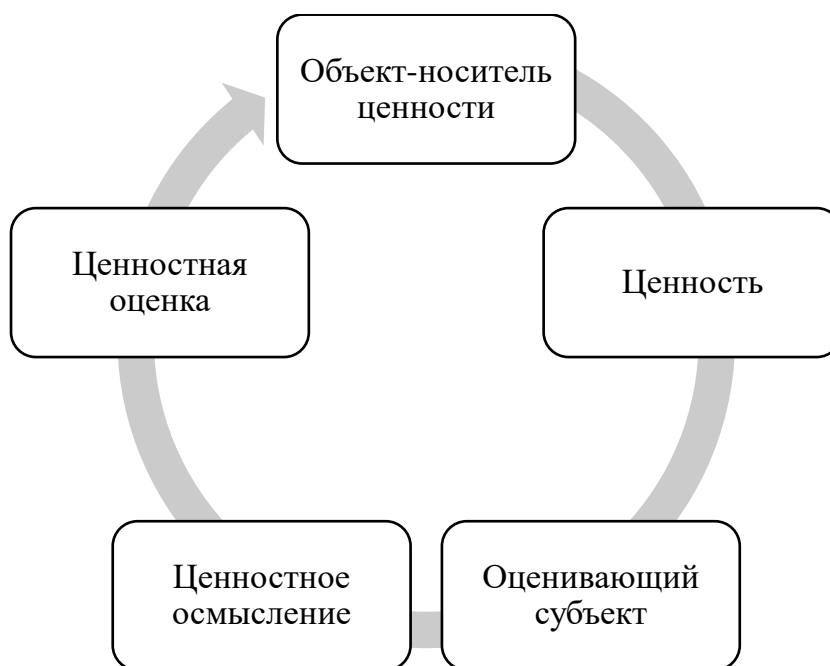 Объект-носитель
ценности
Ценность
Оценивающий
субъект
Ценностное
осмысление
Ценностная
оценка